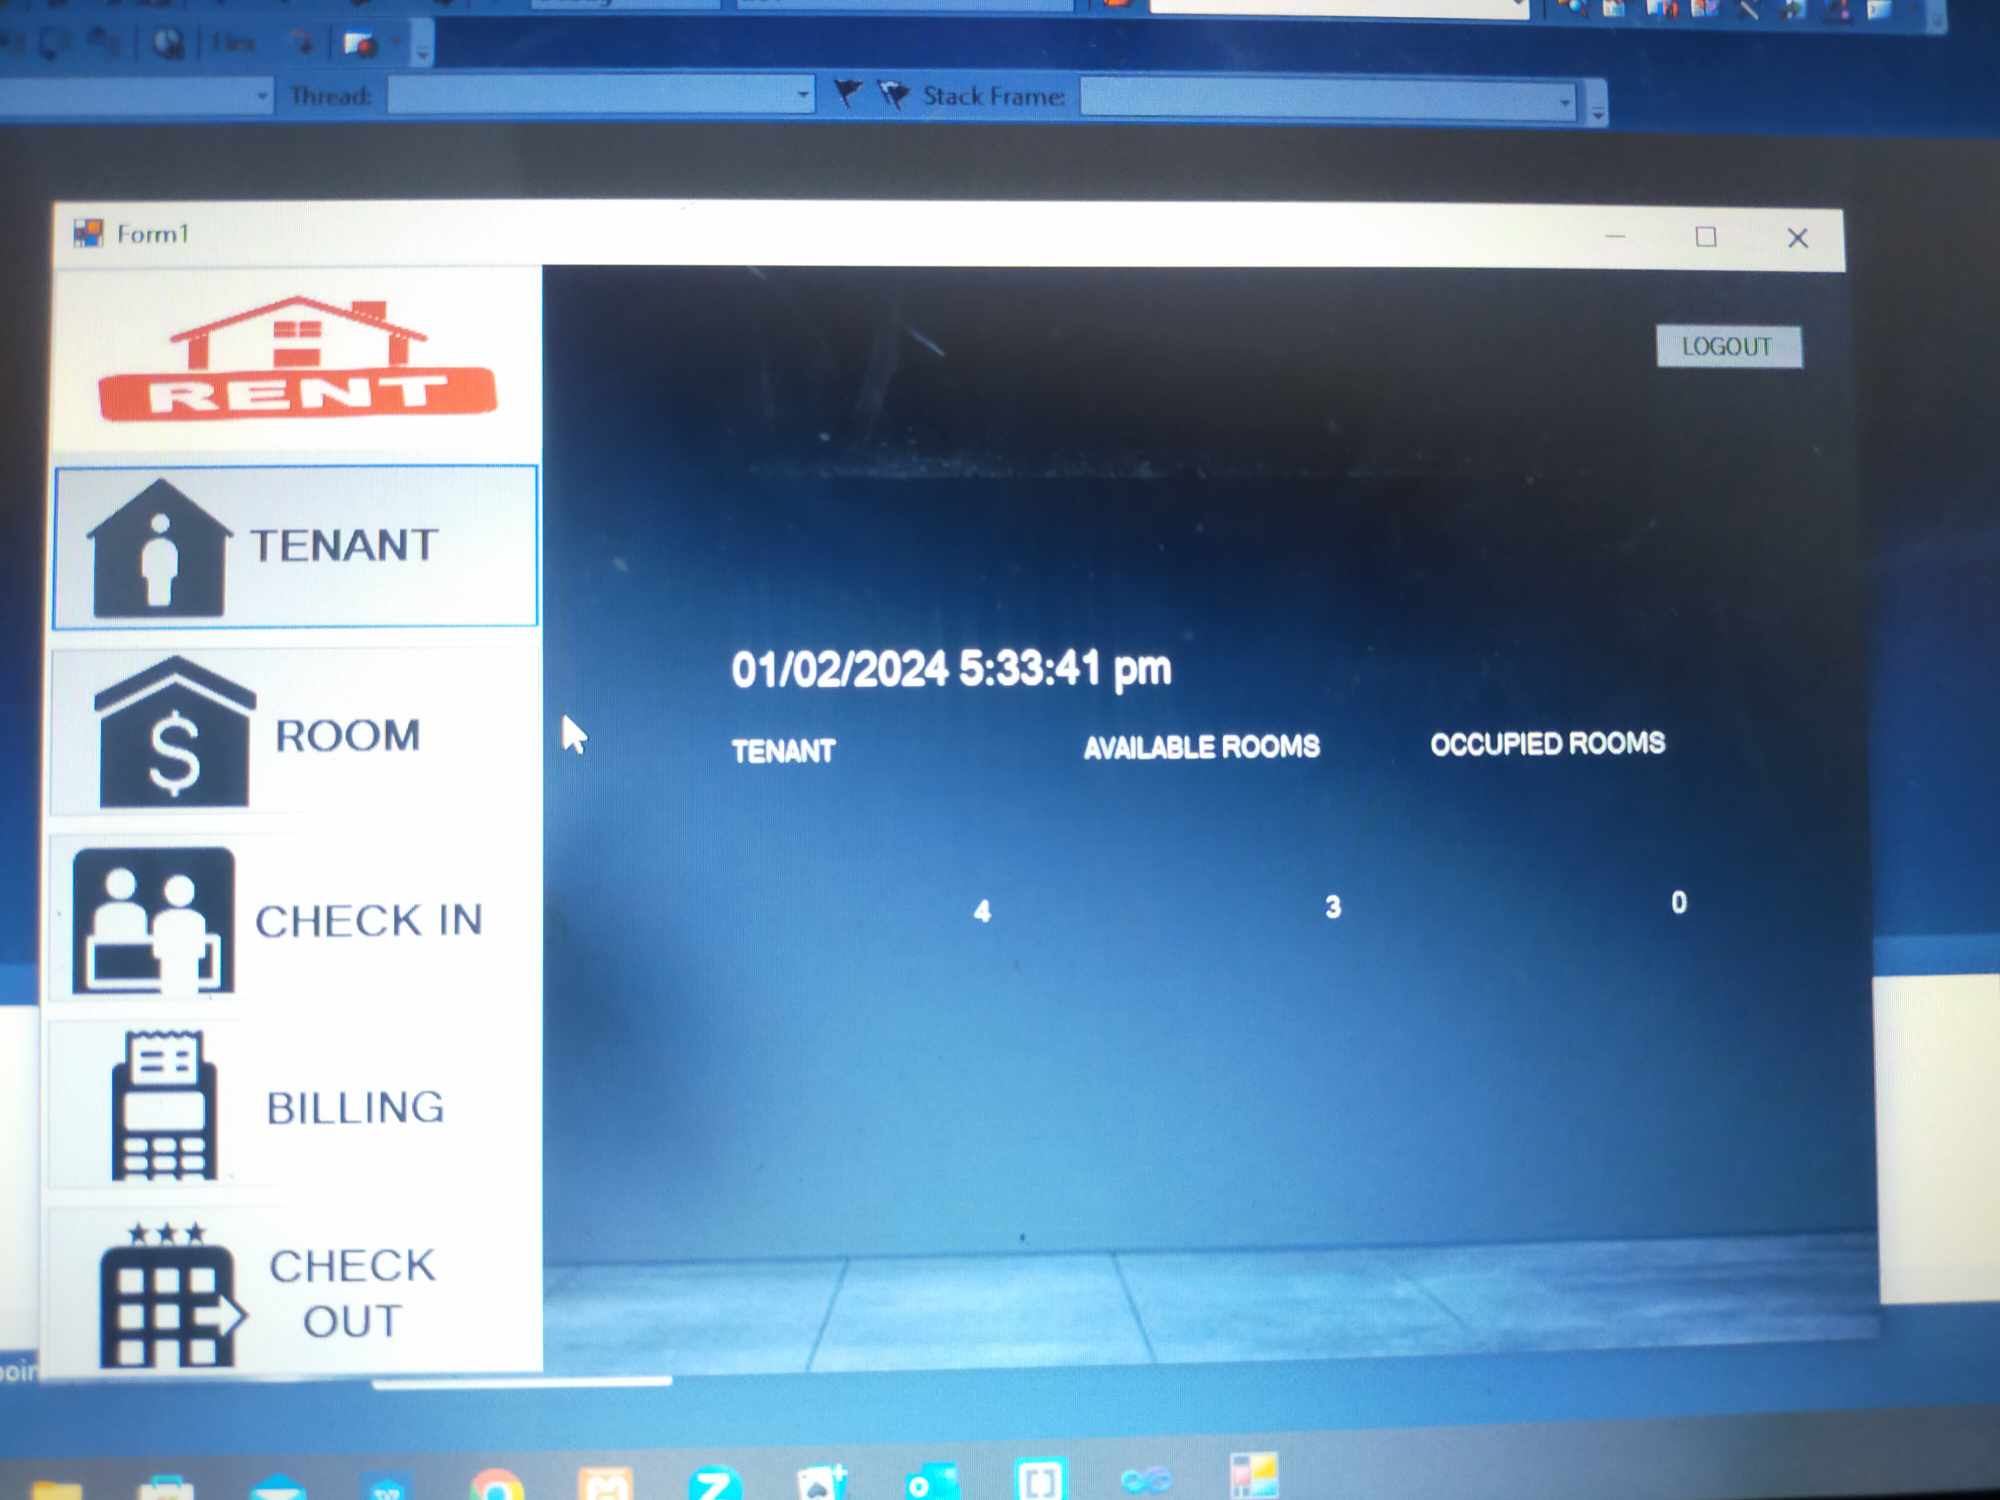 Thread:
Stack Frame:
Form1
RENT
LOGOUT
TENANT
ROOM
CHECK IN
BILLING
CHECK
OUT
01/02/2024 5:33:41 pm
TENANT
AVAILABLE ROOMS
OCCUPIED ROOMS
4
3
0